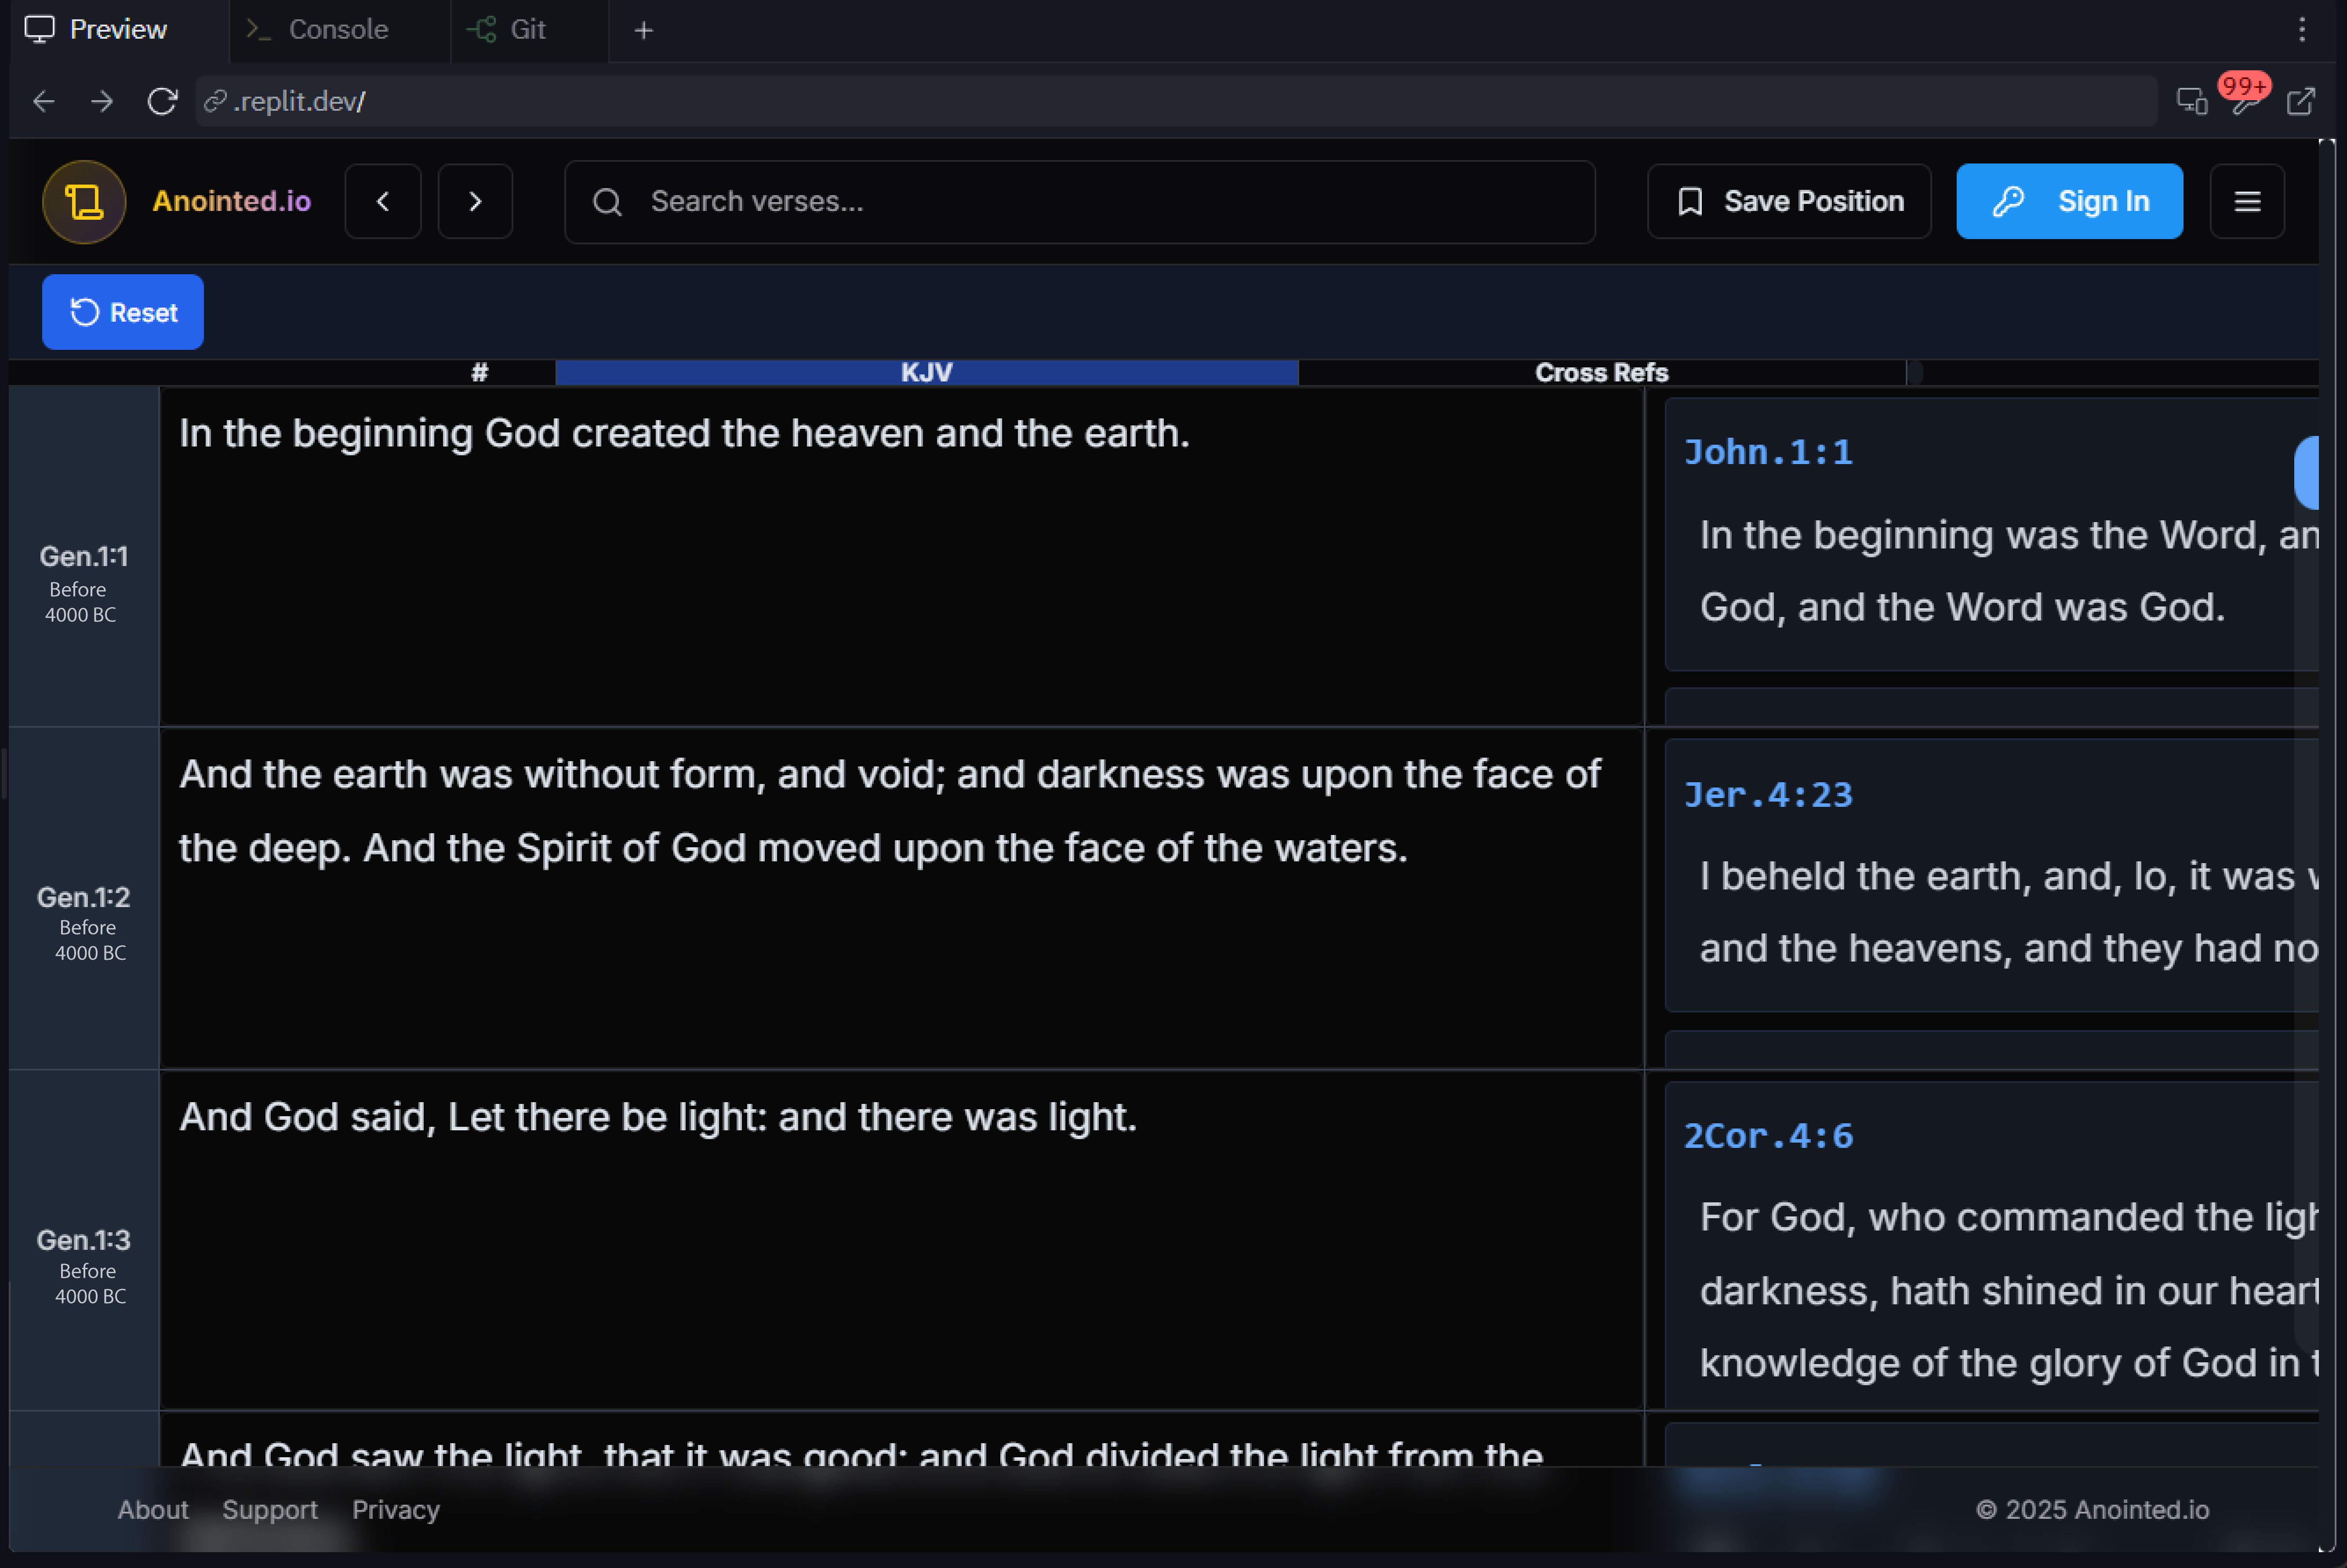 Preview
Console
Git
.replit.dev/
99+
Anointed.io
Search verses...
Save Position
Sign In
Reset
#
KJV
Cross Refs
Gen.1:1
Before
4000 BC
In the beginning God created the heaven and the earth.
John.1:1
In the beginning was the Word, an
God, and the Word was God.
Gen.1:2
Before
4000 BC
And the earth was without form, and void; and darkness was upon the face of
the deep. And the Spirit of God moved upon the face of the waters.
Jer.4:23
I beheld the earth, and, lo, it was
and the heavens, and they had no
Gen.1:3
Before
4000 BC
And God said, Let there be light: and there was light.
2Cor.4:6
For God, who commanded the ligh
darkness, hath shined in our heart
knowledge of the glory of God in t
And God saw the light, that it was good: and God divided the light from the
About
Support
Privacy
© 2025 Anointed.io